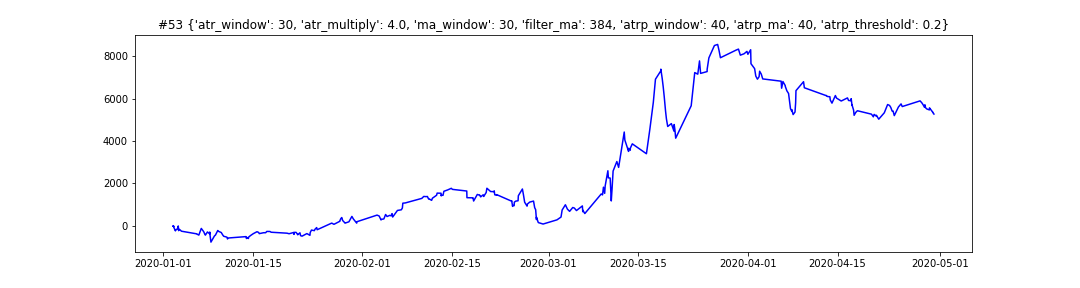 #53 {'atr_window': 30, 'atr_multiply': 4.0, 'ma_window': 30, 'filter_ma': 384, 'atrp_window': 40, 'atrp_ma': 40, 'atrp_threshold': 0.2}
8000
6000
4000
2000
0
2020-01-01 2020-01-15 2020-02-01 2020-02-15 2020-03-01 2020-03-15 2020-04-01 2020-04-15 2020-05-01